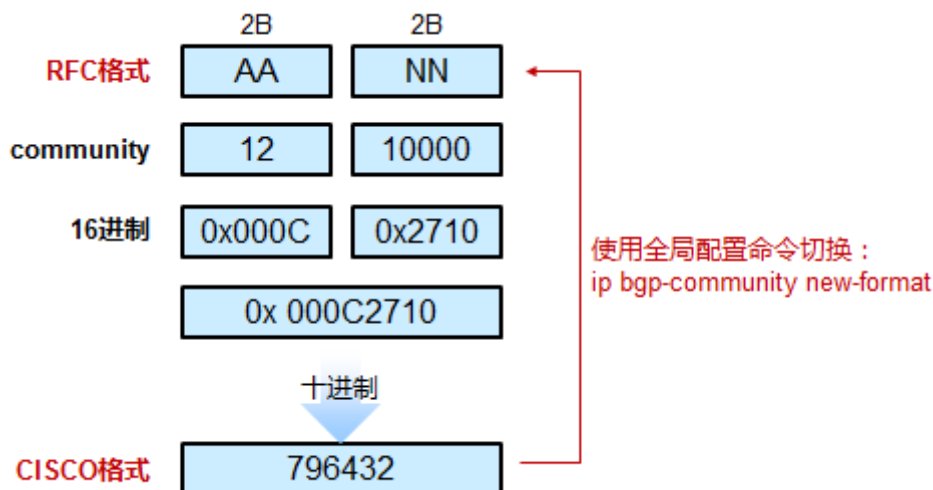 2B 2B
RFC格式 AA NN
community 12 10000
16进制 0x000C 0x2710
使用全局配置命令切换：
ip bgp-community new-format
0x 000C2710
十进制
CISCO格式 796432